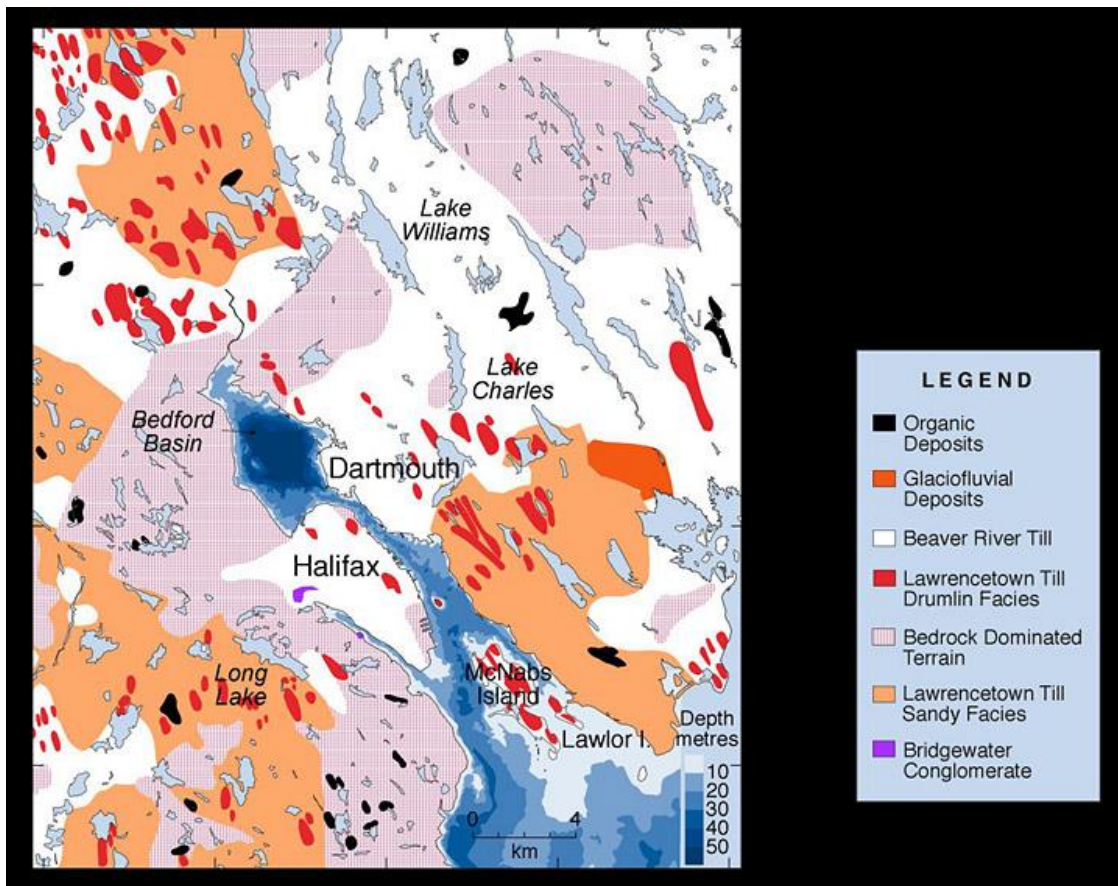 Lake
Williams
Lake
Charles
Bedford
Basin
Dartmouth
Halifax
Long
Lake
McNabs
Island
Lawlor I.
Depth
metres
10
20
30
40
50
0 4
km
LEGEND
Organic
Deposits
Glaciofluvial
Deposits
Beaver River Till
Lawrencetown Till
Drumlin Facies
Bedrock Dominated
Terrain
Lawrencetown Till
Sandy Facies
Bridgewater
Conglomerate